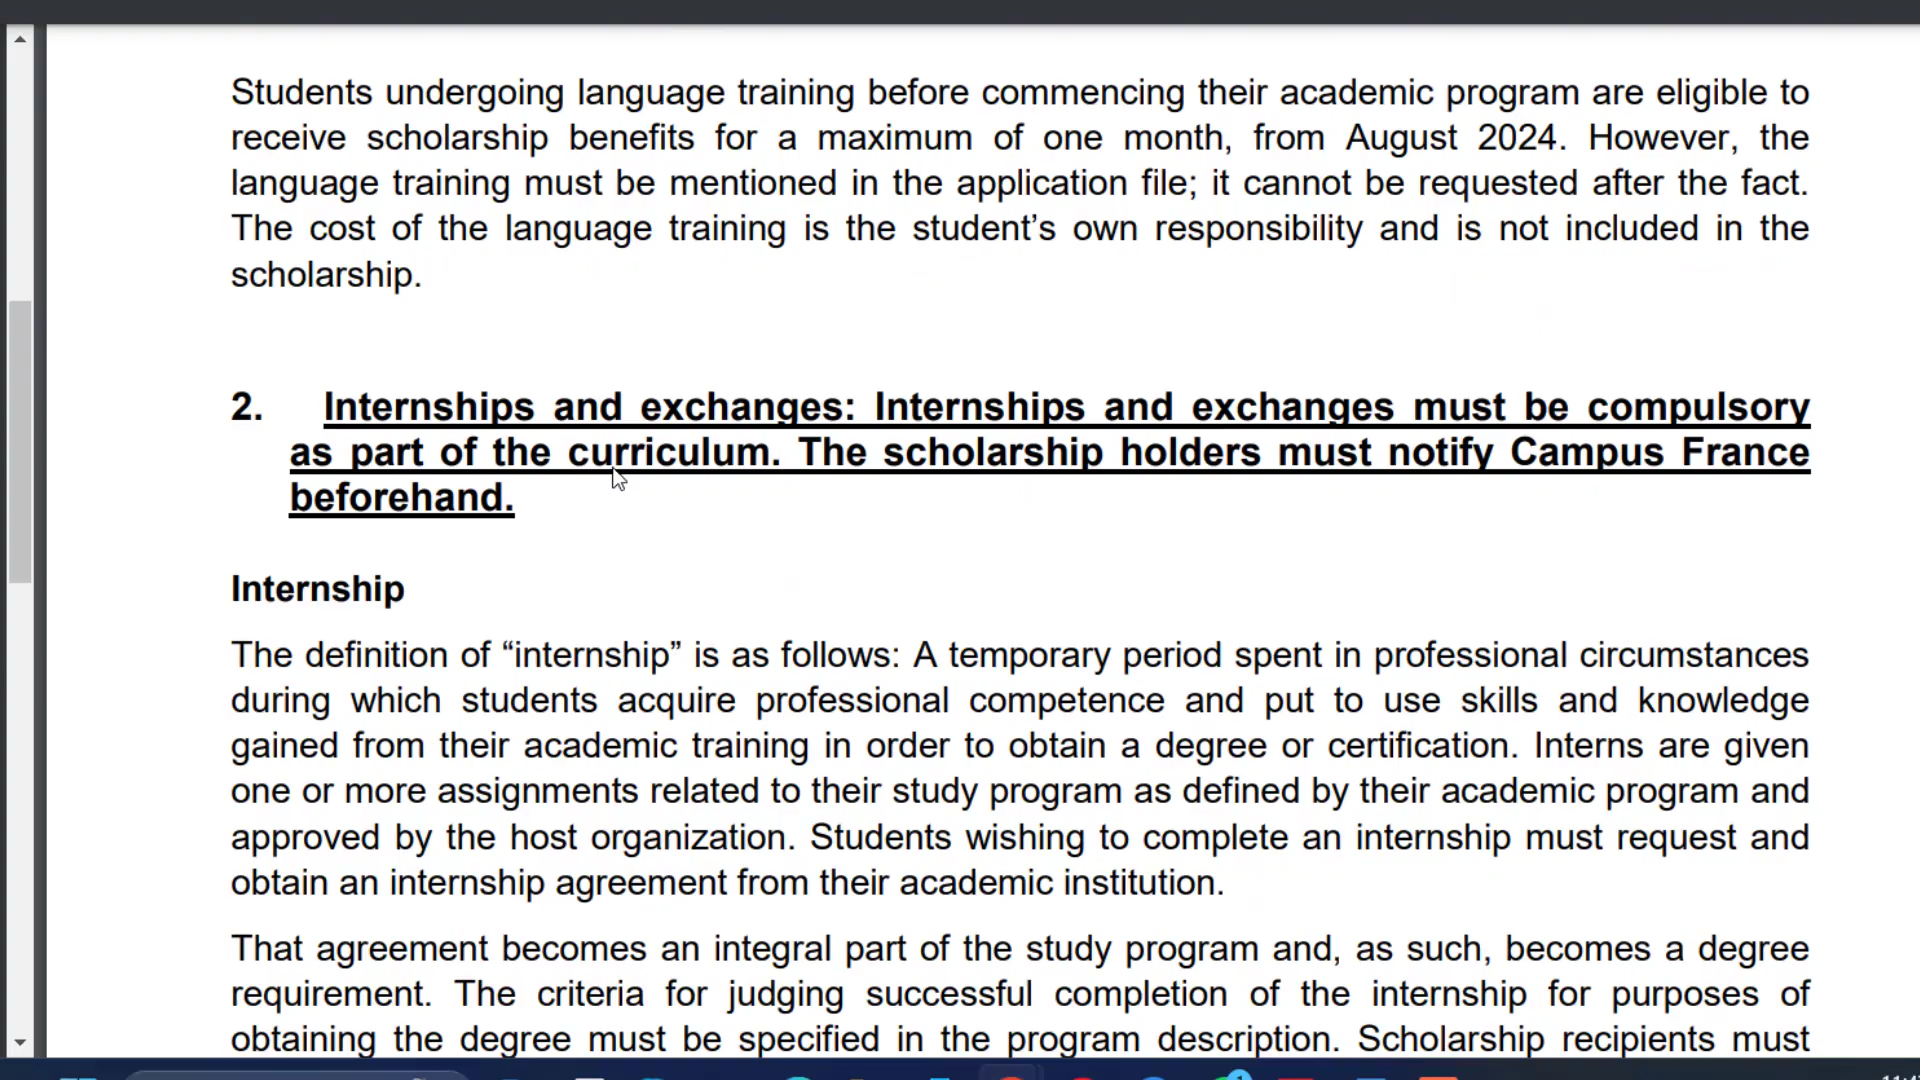 Students undergoing language training before commencing their academic program are eligible to
receive scholarship benefits for a maximum of one month, from August 2024. However, the
language training must be mentioned in the application file; it cannot be requested after the fact.
The cost of the language training is the student’s own responsibility and is not included in the
scholarship.
2. Internships and exchanges: Internships and exchanges must be compulsory
as part of the curriculum. The scholarship holders must notify Campus France
beforehand.
Internship
The definition of “internship” is as follows: A temporary period spent in professional circumstances
during which students acquire professional competence and put to use skills and knowledge
gained from their academic training in order to obtain a degree or certification. Interns are given
one or more assignments related to their study program as defined by their academic program and
approved by the host organization. Students wishing to complete an internship must request and
obtain an internship agreement from their academic institution.
That agreement becomes an integral part of the study program and, as such, becomes a degree
requirement. The criteria for judging successful completion of the internship for purposes of
obtaining the degree must be specified in the program description. Scholarship recipients must